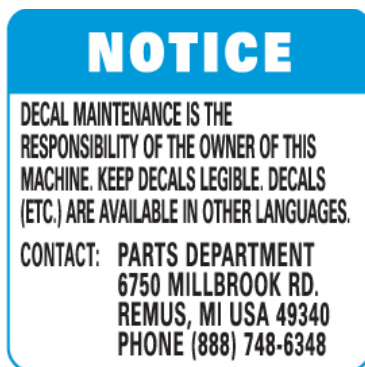 NOTICE
DECAL MAINTENANCE IS THE
RESPONSIBILITY OF THE OWNER OF THIS
MACHINE. KEEP DECALS LEGIBLE. DECALS
(ETC.) ARE AVAILABLE IN OTHER LANGUAGES.
CONTACT: PARTS DEPARTMENT
6750 MILLBROOK RD.
REMUS, MI USA 49340
PHONE (888) 748-6348